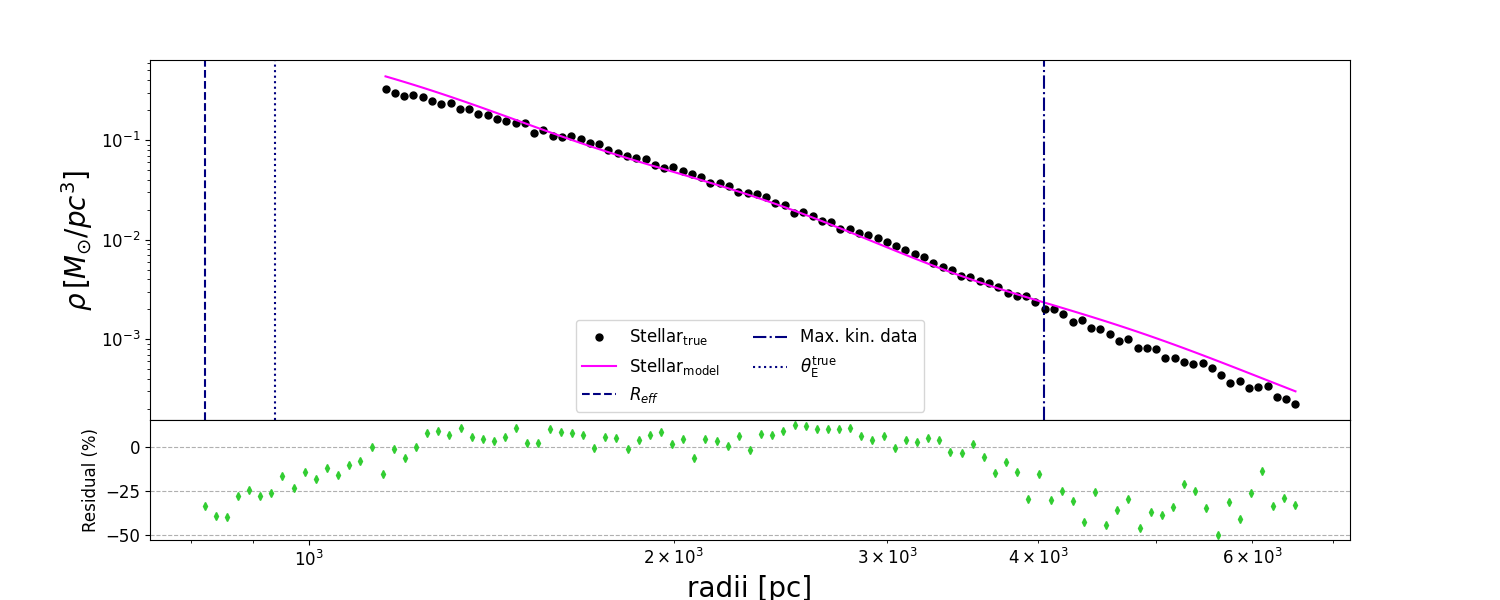 ρ [M⊙/pc³]
10⁻¹
10⁻²
10⁻³
Stellar_true
Stellar_model
R_eff
Max. kin. data
θ_E^true
Residual (%)
0
−25
−50
10³
2 × 10³
3 × 10³
4 × 10³
6 × 10³
radii [pc]